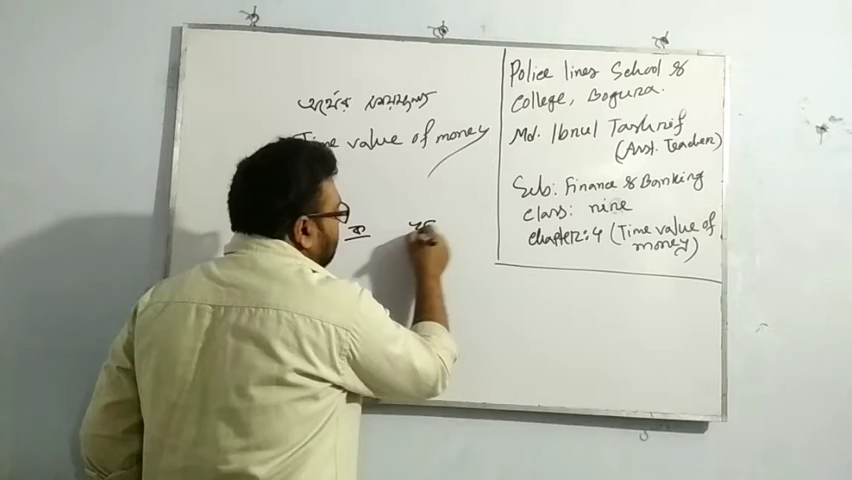 অর্থের সময়মূল্য
Time value of money
ক খ
Police lines School &
College, Bogura.
Md. Ibnul Tashrif
(Asst. Teacher)
Sub: Finance & Banking
class: nine
chapter: 4 (Time value of
money)